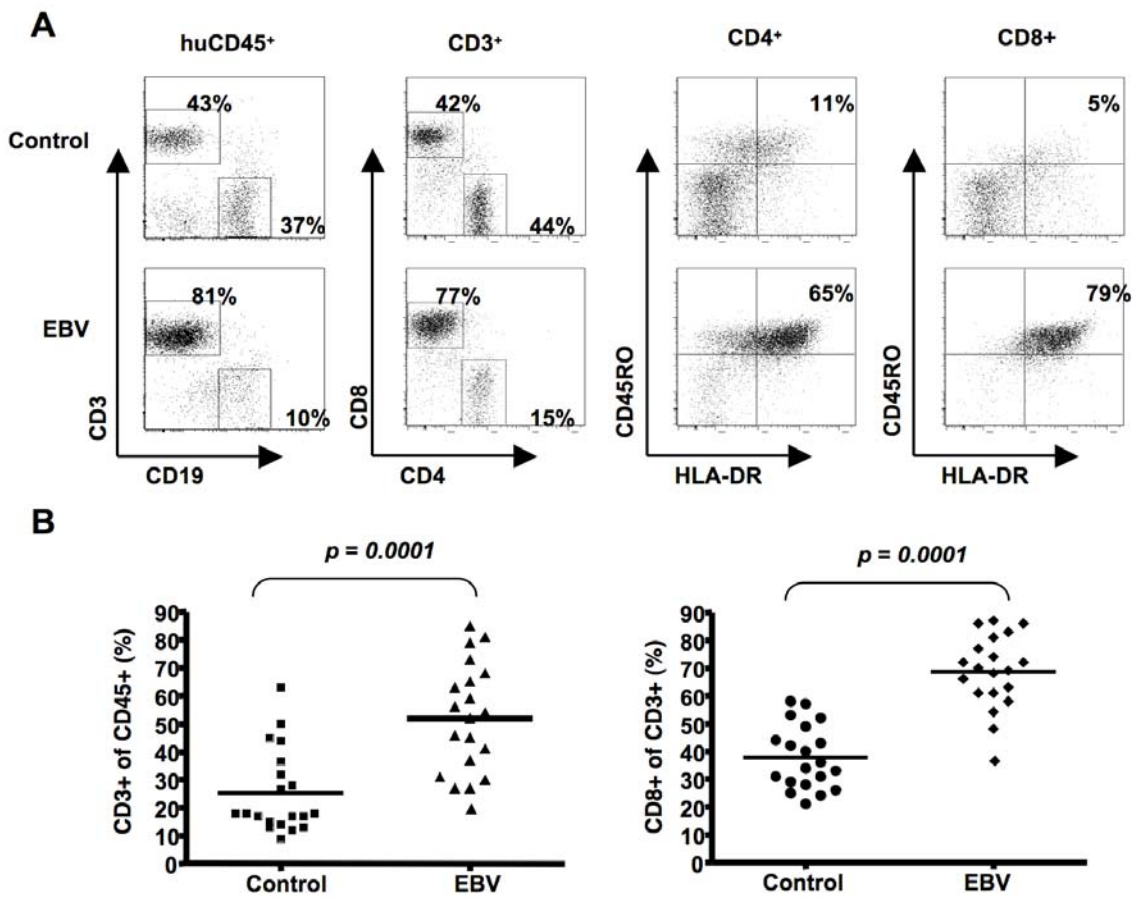 A
huCD45+ CD3+ CD4+ CD8+
Control
43% 42% 11% 5%
37% 44%
EBV
81% 77% 65% 79%
10% 15%
CD3 CD8 CD45RO CD45RO
CD19 CD4 HLA-DR HLA-DR
B
p = 0.0001 p = 0.0001
CD3+ of CD45+ (%)
90
80
70
60
50
40
30
20
10
0
Control EBV
CD8+ of CD3+ (%)
90
80
70
60
50
40
30
20
10
0
Control EBV